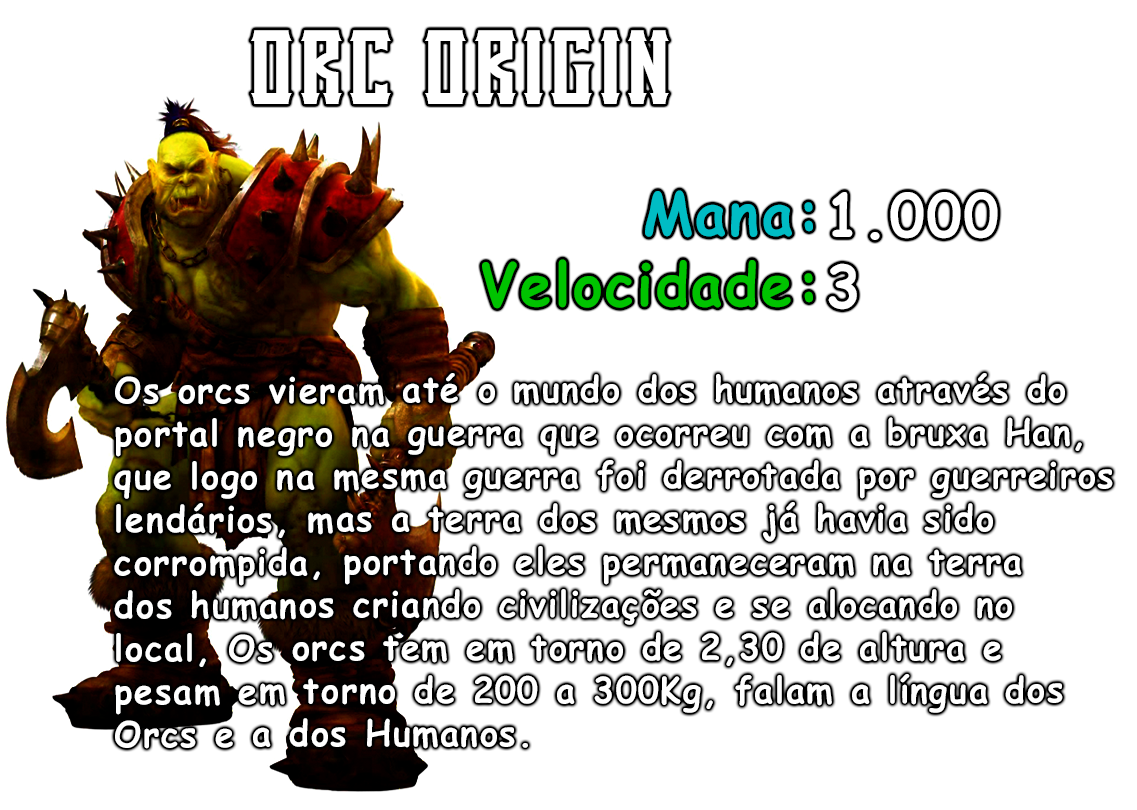 ORC ORIGIN
Mana:1.000
Velocidade:3
Os orcs vieram até o mundo dos humanos através do
portal negro na guerra que ocorreu com a bruxa Han,
que logo na mesma guerra foi derrotada por guerreiros
lendários, mas a terra dos mesmos já havia sido
corrompida, portando eles permaneceram na terra
dos humanos criando civilizações e se alocando no
local, Os orcs tem em torno de 2,30 de altura e
pesam em torno de 200 a 300Kg, falam a língua dos
Orcs e a dos Humanos.